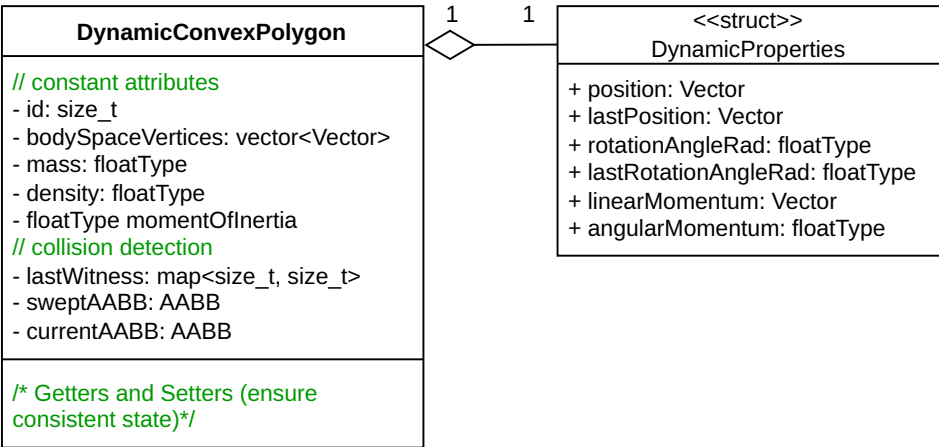 DynamicConvexPolygon
// constant attributes
- id: size_t
- bodySpaceVertices: vector<Vector>
- mass: floatType
- density: floatType
- floatType momentOfInertia
// collision detection
- lastWitness: map<size_t, size_t>
- sweptAABB: AABB
- currentAABB: AABB
/* Getters and Setters (ensure
consistent state)*/
1
1
<<struct>>
DynamicProperties
+ position: Vector
+ lastPosition: Vector
+ rotationAngleRad: floatType
+ lastRotationAngleRad: floatType
+ linearMomentum: Vector
+ angularMomentum: floatType